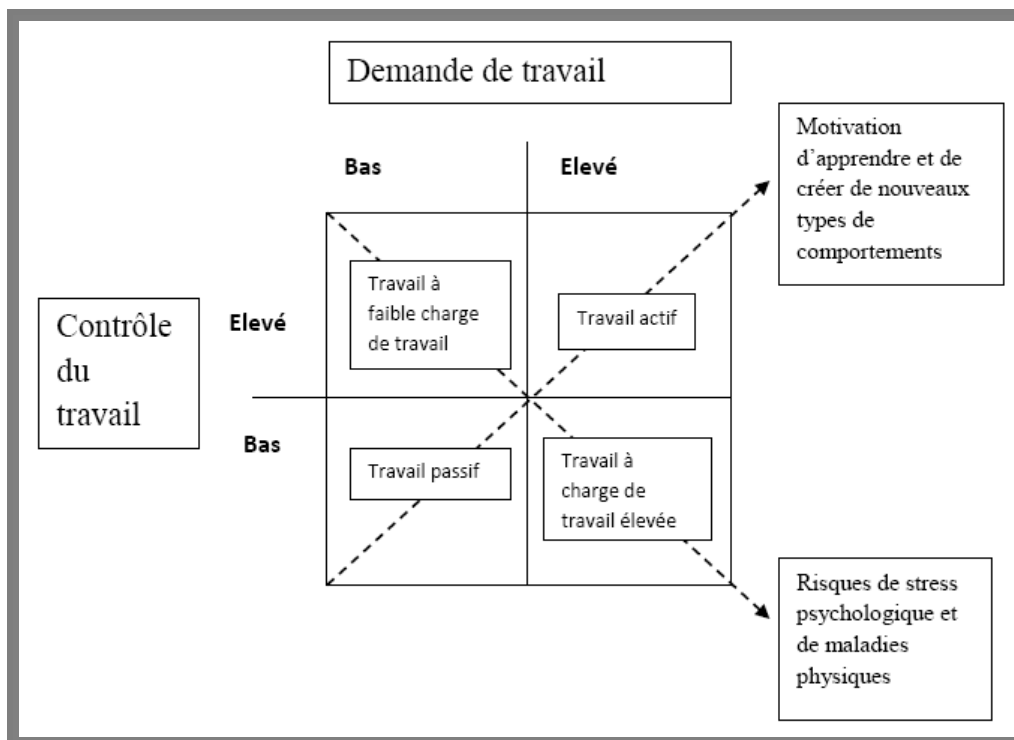 Demande de travail
Bas
Elevé
Motivation
d’apprendre et de
créer de nouveaux
types de
comportements
Contrôle
du
travail
Elevé
Travail à
faible charge
de travail
Travail actif
Bas
Travail passif
Travail à
charge de
travail élevée
Risques de stress
psychologique et
de maladies
physiques